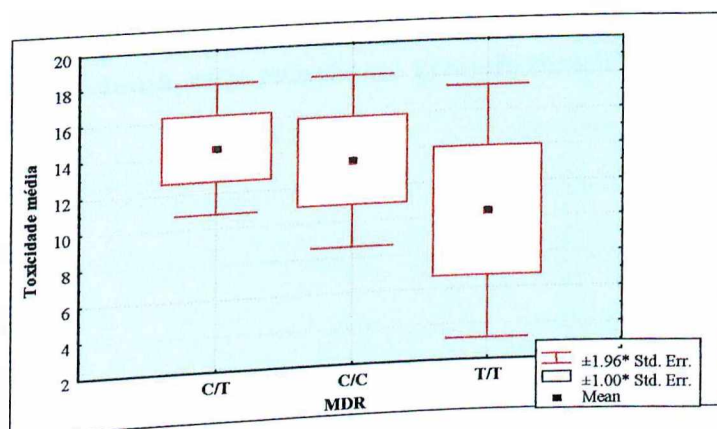 20
18
16
14
12
10
8
6
4
2
Toxicidade média
C/T
C/C
T/T
MDR
±1.96* Std. Err.
±1.00* Std. Err.
Mean